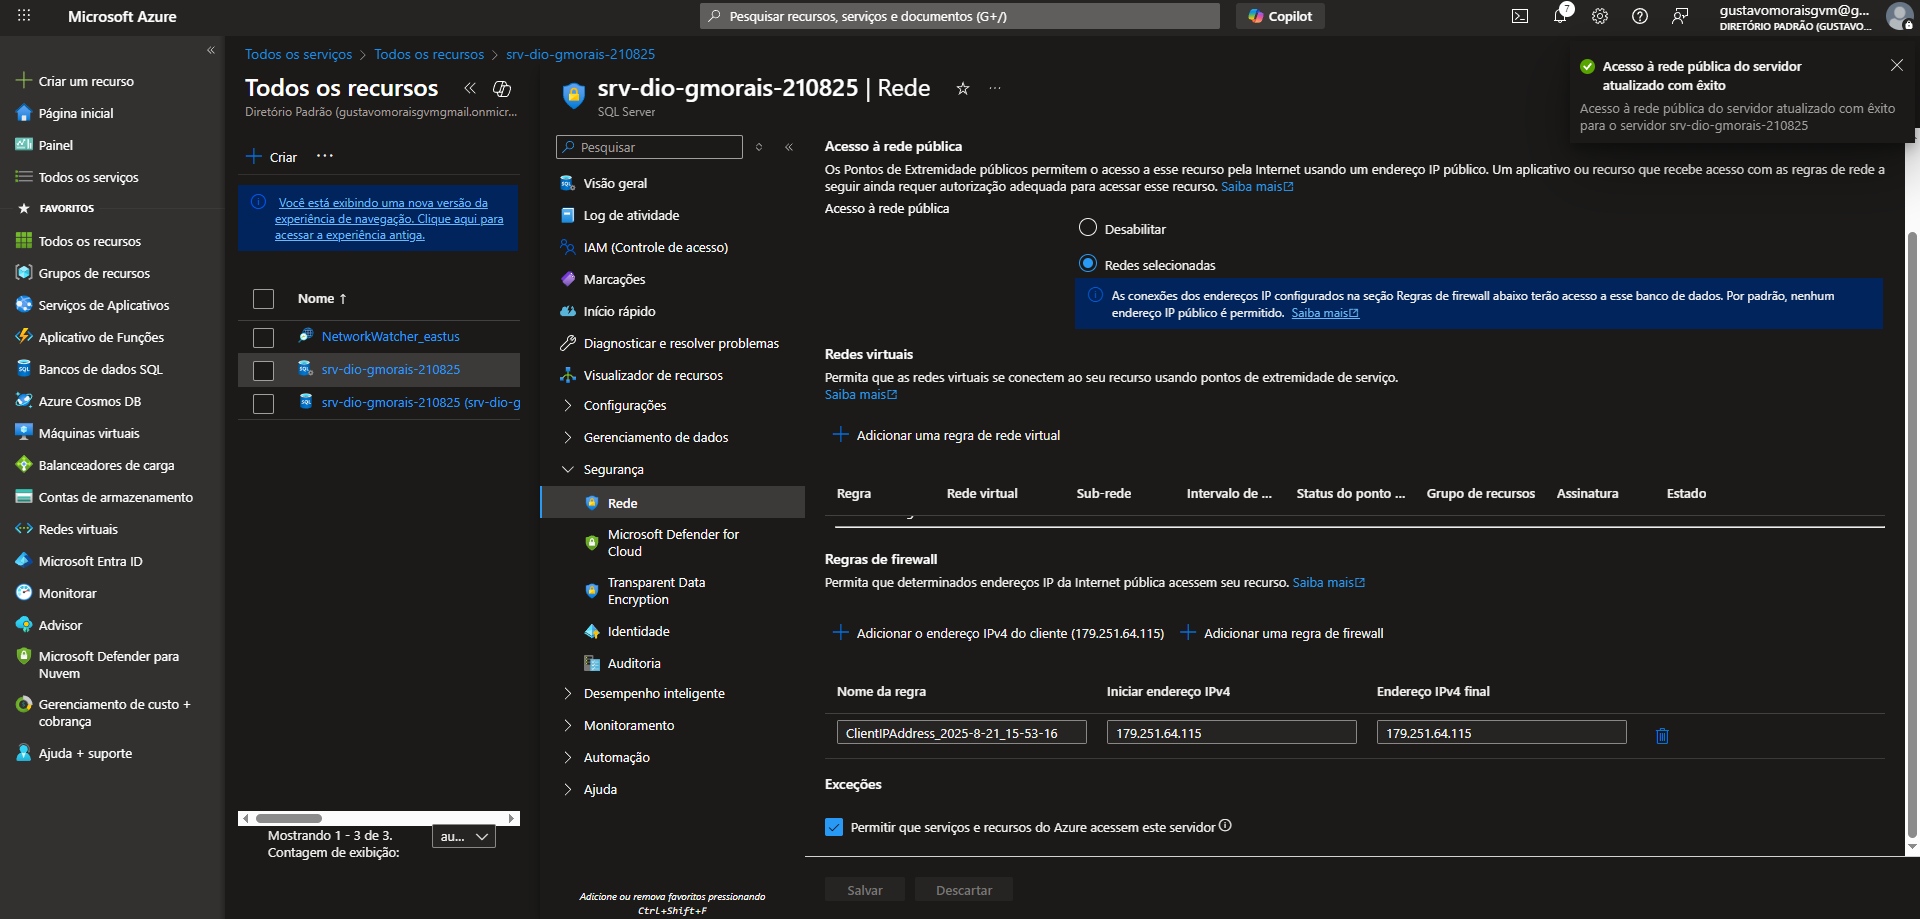 Microsoft Azure
Pesquisar recursos, serviços e documentos (G+/)
Copilot
7
gustavomoraisgvm@g...
DIRETÓRIO PADRÃO (GUSTAVO...
Criar um recurso
Página inicial
Painel
Todos os serviços
FAVORITOS
Todos os recursos
Grupos de recursos
Serviços de Aplicativos
Aplicativo de Funções
Bancos de dados SQL
Azure Cosmos DB
Máquinas virtuais
Balanceadores de carga
Contas de armazenamento
Redes virtuais
Microsoft Entra ID
Monitorar
Advisor
Microsoft Defender para
Nuvem
Gerenciamento de custo +
cobrança
Ajuda + suporte
Todos os serviços > Todos os recursos > srv-dio-gmorais-210825
Todos os recursos
Diretório Padrão (gustavomoraisgvmgmail.onmicr...
Criar
Você está exibindo uma nova versão da
experiência de navegação. Clique aqui para
acessar a experiência antiga.
Nome ↑
NetworkWatcher_eastus
srv-dio-gmorais-210825
srv-dio-gmorais-210825 (srv-dio-g
Mostrando 1 - 3 de 3.
Contagem de exibição:
au...
srv-dio-gmorais-210825 | Rede
SQL Server
Pesquisar
Visão geral
Log de atividade
IAM (Controle de acesso)
Marcações
Início rápido
Diagnosticar e resolver problemas
Visualizador de recursos
Configurações
Gerenciamento de dados
Segurança
Rede
Microsoft Defender for
Cloud
Transparent Data
Encryption
Identidade
Auditoria
Desempenho inteligente
Monitoramento
Automação
Ajuda
Adicione ou remova favoritos pressionando
Ctrl+Shift+F
Acesso à rede pública
Os Pontos de Extremidade públicos permitem o acesso a esse recurso pela Internet usando um endereço IP público. Um aplicativo ou recurso que recebe acesso com as regras de rede a
seguir ainda requer autorização adequada para acessar esse recurso. Saiba mais
Acesso à rede pública
Desabilitar
Redes selecionadas
As conexões dos endereços IP configurados na seção Regras de firewall abaixo terão acesso a esse banco de dados. Por padrão, nenhum
endereço IP público é permitido. Saiba mais
Redes virtuais
Permita que as redes virtuais se conectem ao seu recurso usando pontos de extremidade de serviço.
Saiba mais
Adicionar uma regra de rede virtual
Regra Rede virtual Sub-rede Intervalo de ... Status do ponto ... Grupo de recursos Assinatura Estado
Regras de firewall
Permita que determinados endereços IP da Internet pública acessem seu recurso. Saiba mais
Adicionar o endereço IPv4 do cliente (179.251.64.115) Adicionar uma regra de firewall
Nome da regra Iniciar endereço IPv4 Endereço IPv4 final
ClientIPAddress_2025-8-21_15-53-16 179.251.64.115 179.251.64.115
Exceções
Permitir que serviços e recursos do Azure acessem este servidor
Salvar Descartar
Acesso à rede pública do servidor
atualizado com êxito
Acesso à rede pública do servidor atualizado com êxito
para o servidor srv-dio-gmorais-210825